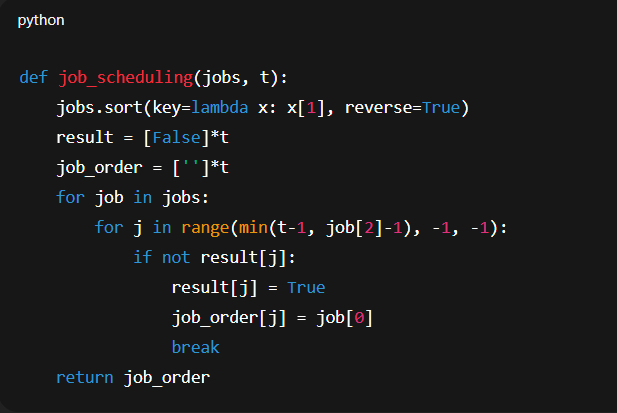 python
def job_scheduling(jobs, t):
    jobs.sort(key=lambda x: x[1], reverse=True)
    result = [False]*t
    job_order = ['']*t
    for job in jobs:
        for j in range(min(t-1, job[2]-1), -1, -1):
            if not result[j]:
                result[j] = True
                job_order[j] = job[0]
                break
    return job_order